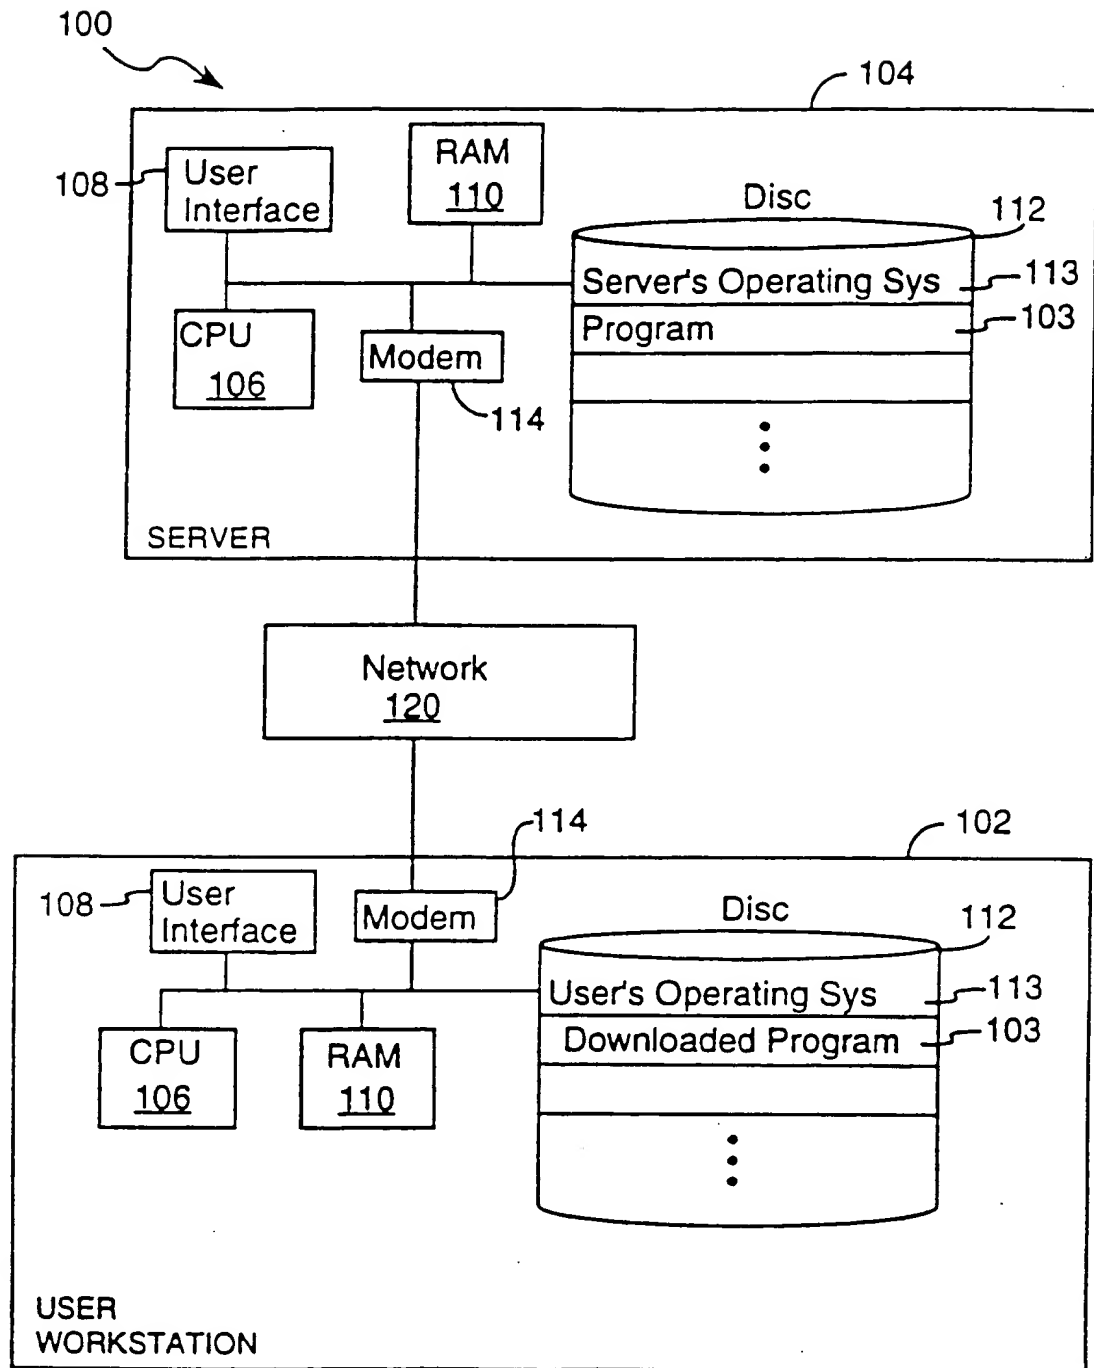 100
104
108
User
Interface
RAM
110
Disc
112
Server's Operating Sys
113
CPU
106
Modem
114
Program
103
SERVER
Network
120
114
102
108
User
Interface
Modem
Disc
112
User's Operating Sys
113
CPU
106
RAM
110
Downloaded Program
103
USER
WORKSTATION